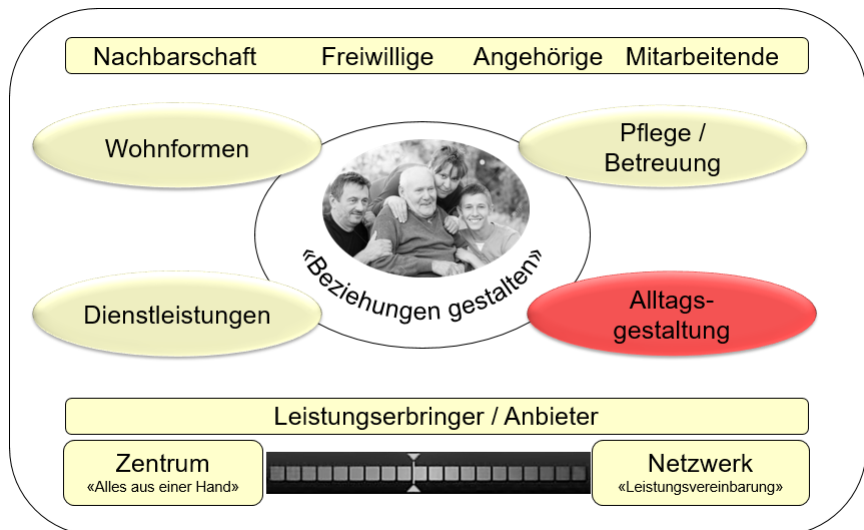 Nachbarschaft Freiwillige Angehörige Mitarbeitende
Wohnformen
Pflege /
Betreuung
«Beziehungen gestalten»
Dienstleistungen
Alltags-
gestaltung
Leistungserbringer / Anbieter
Zentrum
«Alles aus einer Hand»
Netzwerk
«Leistungsvereinbarung»